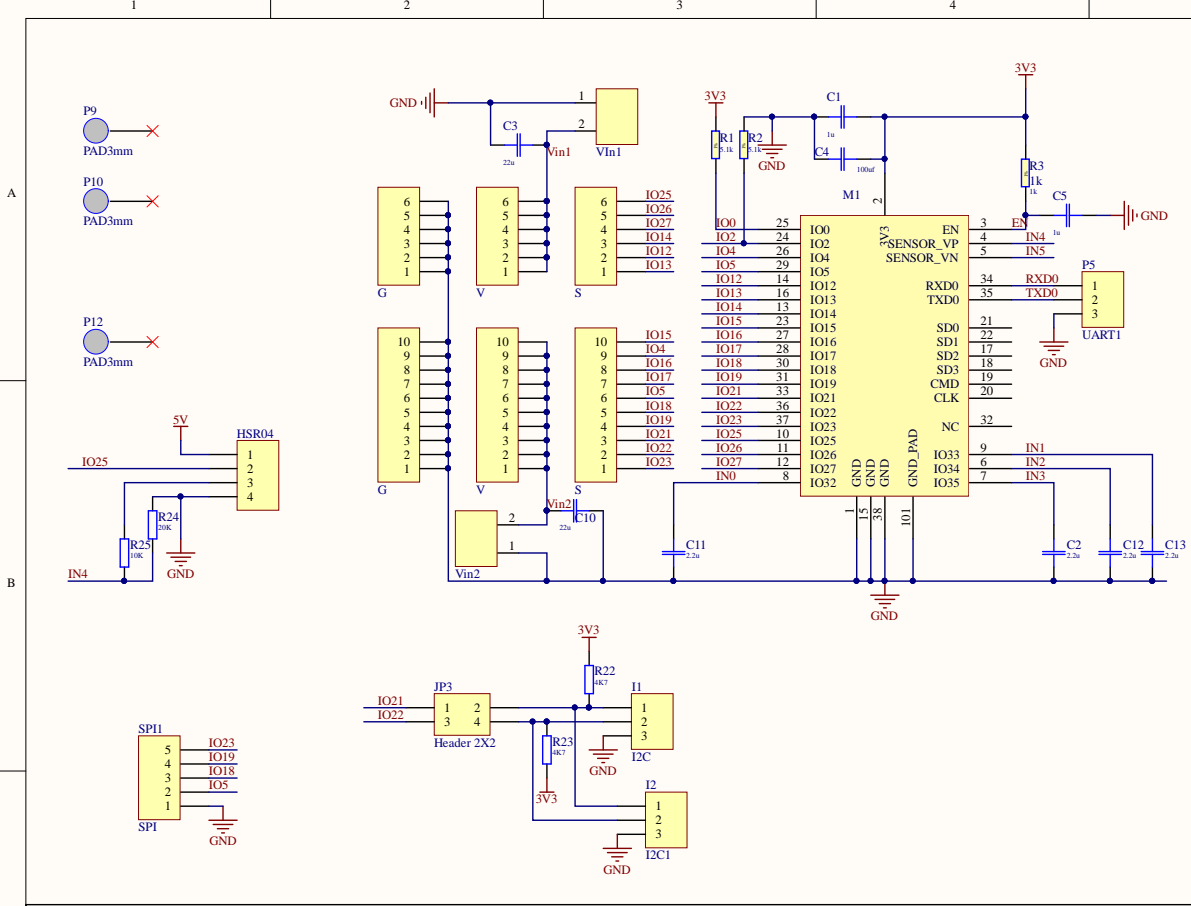 1 2 3 4
A
B
P9
PAD3mm
P10
PAD3mm
P12
PAD3mm
5V
HSR04
IO25
1
2
3
4
R24
20K
R25
10K
GND
IN4
GND
1
2
C3
22u
Vin1
VIn1
6
5
4
3
2
1
G
6
5
4
3
2
1
V
6
5
4
3
2
1
S
IO25
IO26
IO27
IO14
IO12
IO13
10
9
8
7
6
5
4
3
2
1
G
10
9
8
7
6
5
4
3
2
1
V
10
9
8
7
6
5
4
3
2
1
S
IO15
IO4
IO16
IO17
IO5
IO18
IO19
IO21
IO22
IO23
Vin2
C10
22u
2
1
Vin2
3V3
R1
5.1k
R2
5.1k
GND
C1
1u
C4
100uf
3V3
R3
1k
1k
C5
1u
GND
M1
2
3V3
IO0 25 IO0
IO2 24 IO2
IO4 26 IO4
IO5 29 IO5
IO12 14 IO12
IO13 16 IO13
IO14 13 IO14
IO15 23 IO15
IO16 27 IO16
IO17 28 IO17
IO18 30 IO18
IO19 31 IO19
IO21 33 IO21
IO22 36 IO22
IO23 37 IO23
IO25 10 IO25
IO26 11 IO26
IO27 12 IO27
IN0 8 IO32
EN 3 EN
SENSOR_VP 4 IN4
SENSOR_VN 5 IN5
RXD0 34 RXD0
TXD0 35 TXD0
SD0 21
SD1 22
SD2 17
SD3 18
CMD 19
CLK 20
NC 32
IO33 9 IN1
IO34 6 IN2
IO35 7 IN3
GND GND GND GND_PAD
1 15 38 101
P5
1
2
3
UART1
GND
C11
2.2u
C2
2.2u
C12
2.2u
C13
2.2u
GND
3V3
R22
4K7
IO21
IO22
JP3
1 2
3 4
Header 2X2
R23
4K7
3V3
I1
1
2
3
I2C
GND
I2
1
2
3
I2C1
GND
SPI1
5 IO23
4 IO19
3 IO18
2 IO5
1
SPI
GND